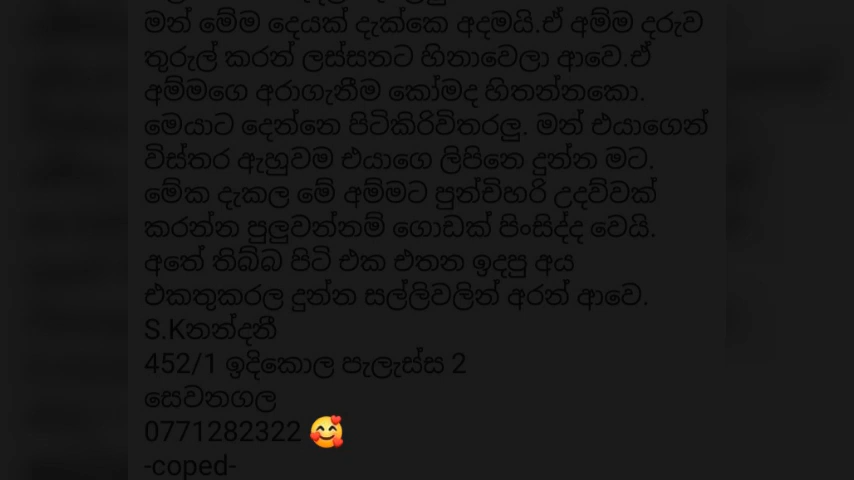 මන් මේම දෙයක් දැක්කෙ අදමයි.ඒ අම්ම දරුව
තුරුල් කරන් ලස්සනට හිනාවෙලා ආවෙ.ඒ
අම්මගෙ අරාගැනීම කෝමද හිතන්නකො.
මෙයාට දෙන්නෙ පිටිකිරිවිතරලු. මන් එයාගෙන්
විස්තර ඇහුවම එයාගෙ ලිපිනෙ දුන්න මට.
මේක දැකල මේ අම්මට පුන්චිහරි උදව්වක්
කරන්න පුලුවන්නම් ගොඩක් පිංසිද්ද වෙයි.
අතේ තිබ්බ පිටි එක එතන ඉදපු අය
එකතුකරල දුන්න සල්ලිවලින් අරන් ආවෙ.
S.Kනන්දනී
452/1 ඉදිකොල පැලැස්ස 2
සෙවනගල
0771282322 🥰
-coped-